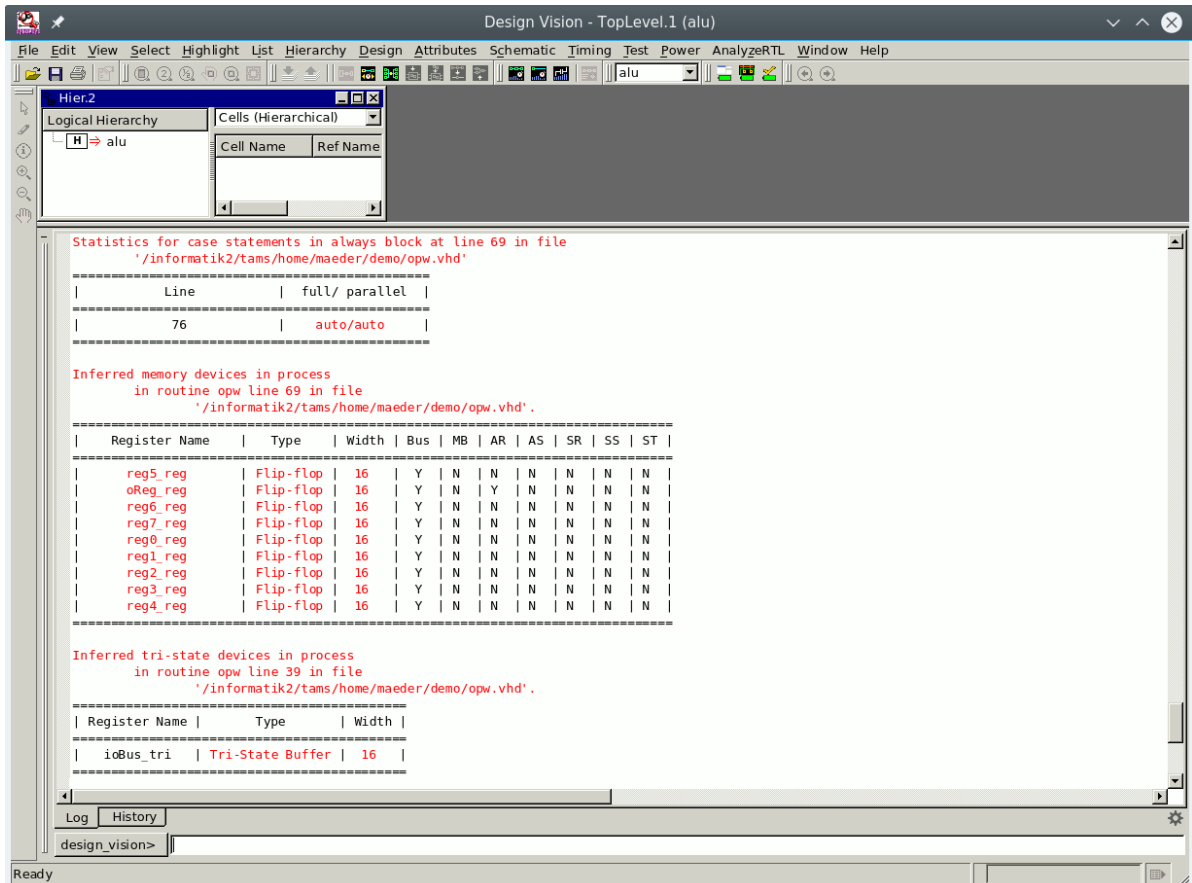 Design Vision - TopLevel.1 (alu)
File Edit View Select Highlight List Hierarchy Design Attributes Schematic Timing Test Power AnalyzeRTL Window Help
alu
Hier.2
Logical Hierarchy
Cells (Hierarchical)
H alu
Cell Name Ref Name
Statistics for case statements in always block at line 69 in file
'/informatik2/tams/home/maeder/demo/opw.vhd'
===============================================
| Line | full/ parallel |
===============================================
| 76 | auto/auto |
===============================================
Inferred memory devices in process
in routine opw line 69 in file
'/informatik2/tams/home/maeder/demo/opw.vhd'.
===============================================================================
| Register Name | Type | Width | Bus | MB | AR | AS | SR | SS | ST |
===============================================================================
| reg5_reg | Flip-flop | 16 | Y | N | N | N | N | N | N |
| oReg_reg | Flip-flop | 16 | Y | N | Y | N | N | N | N |
| reg6_reg | Flip-flop | 16 | Y | N | N | N | N | N | N |
| reg7_reg | Flip-flop | 16 | Y | N | N | N | N | N | N |
| reg0_reg | Flip-flop | 16 | Y | N | N | N | N | N | N |
| reg1_reg | Flip-flop | 16 | Y | N | N | N | N | N | N |
| reg2_reg | Flip-flop | 16 | Y | N | N | N | N | N | N |
| reg3_reg | Flip-flop | 16 | Y | N | N | N | N | N | N |
| reg4_reg | Flip-flop | 16 | Y | N | N | N | N | N | N |
===============================================================================
Inferred tri-state devices in process
in routine opw line 39 in file
'/informatik2/tams/home/maeder/demo/opw.vhd'.
============================================
| Register Name | Type | Width |
============================================
| ioBus_tri | Tri-State Buffer | 16 |
============================================
Log History
design_vision>
Ready